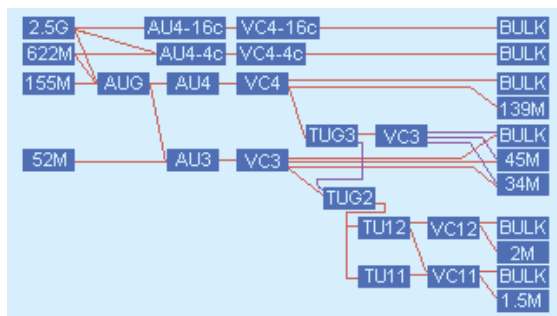 2.5G AU4-16c VC4-16c BULK
622M AU4-4c VC4-4c BULK
155M AUG AU4 VC4 BULK
139M
TUG3 VC3 BULK
52M AU3 VC3 45M
34M
TUG2
TU12 VC12 BULK
2M
TU11 VC11 BULK
1.5M